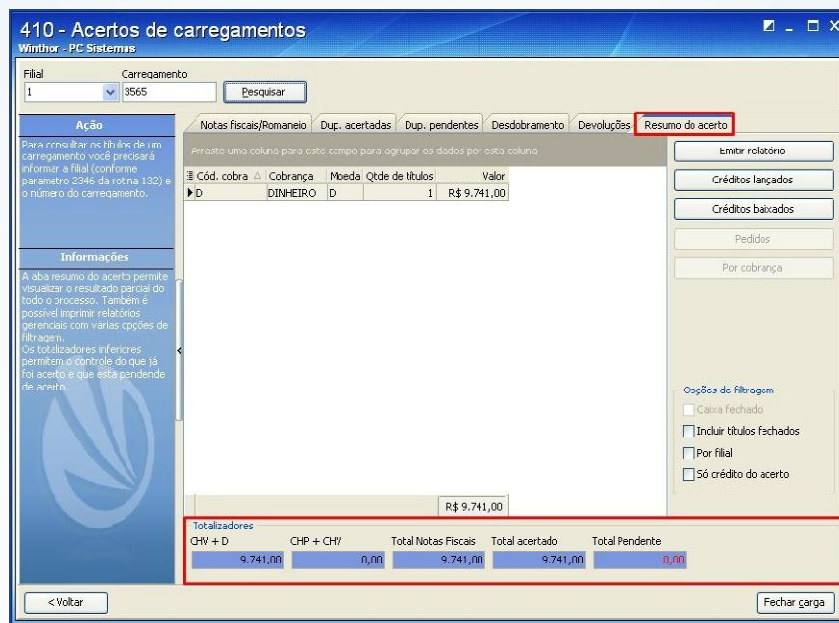 410 - Acertos de carregamentos
Winthor - PC Sistemas
Filial
Carregamento
1
3565
Pesquisar
Ação
Para consultar os títulos de um
carregamento você precisará
informar a filial (conforme
parametro 2346 da rotina 132) e
o número do carregamento.
Informações
A aba resumo do acerto permite
visualizar o resultado parcial do
todo o processo. Também é
possível imprimir relatórios
gerenciais com varias opções de
filtragem.
Os totalizadores inferiores
permitem o controle do que já
foi acerto e que esta pendende
de acerto.
Notas fiscais/Romaneio Dup. acertadas Dup. pendentes Desdobramento Devoluções Resumo do acerto
Arraste uma coluna para este campo para agrupar os dados por esta coluna
Cód. cobra Cobrança Moeda Qtde de títulos Valor
D DINHEIRO D 1 R$ 9.741,00
R$ 9.741,00
Emitir relatório
Créditos lançados
Créditos baixados
Pedidos
Por cobrança
Opções de filtragem
Caixa fechado
Incluir títulos fechados
Por filial
Só crédito do acerto
Totalizadores
CHV + D CHP + CHV Total Notas Fiscais Total acertado Total Pendente
9.741,00 0,00 9.741,00 9.741,00 0,00
< Voltar
Fechar carga